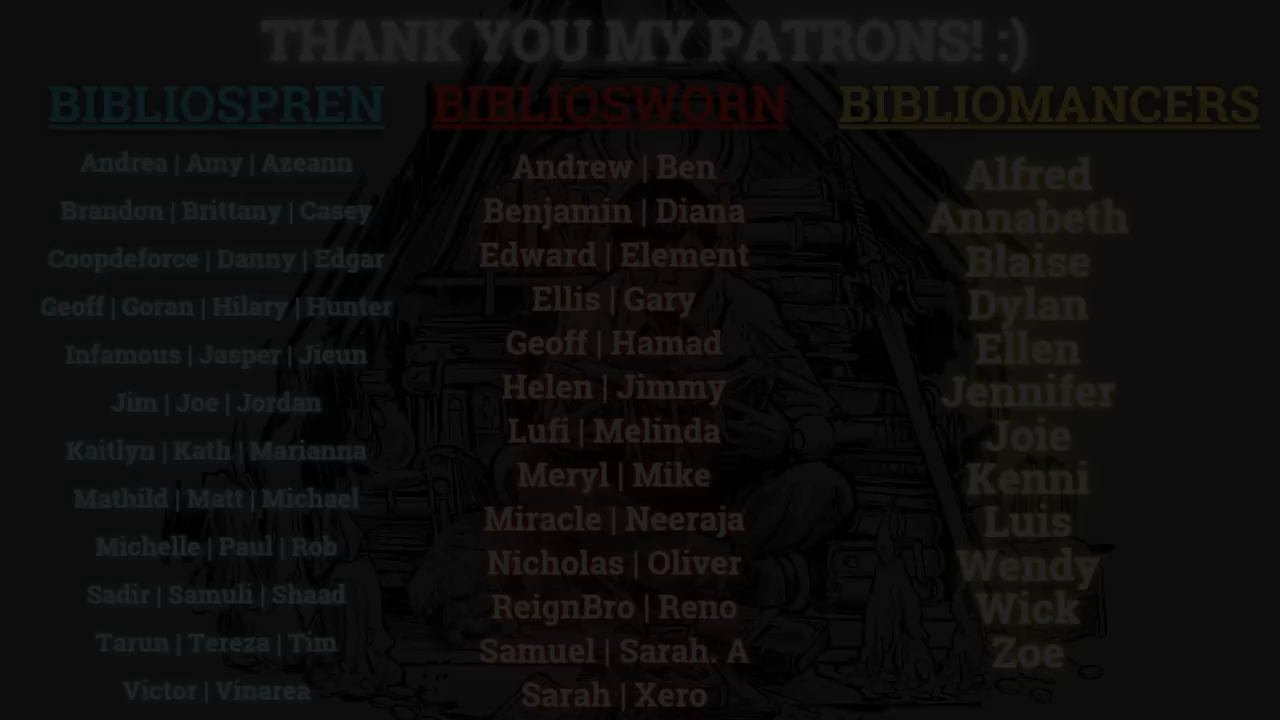 THANK YOU MY PATRONS! :)
BIBLIOSPREN
Andrea | Amy | Azeann
Brandon | Brittany | Casey
Coopdeforce | Danny | Edgar
Geoff | Goran | Hilary | Hunter
Infamous | Jasper | Jieun
Jim | Joe | Jordan
Kaitlyn | Kath | Marianna
Mathild | Matt | Michael
Michelle | Paul | Rob
Sadir | Samuli | Shaad
Tarun | Tereza | Tim
Victor | Vinarea
BIBLIOSWORN
Andrew | Ben
Benjamin | Diana
Edward | Element
Ellis | Gary
Geoff | Hamad
Helen | Jimmy
Lufi | Melinda
Meryl | Mike
Miracle | Neeraja
Nicholas | Oliver
ReignBro | Reno
Samuel | Sarah. A
Sarah | Xero
BIBLIOMANCERS
Alfred
Annabeth
Blaise
Dylan
Ellen
Jennifer
Joie
Kenni
Luis
Wendy
Wick
Zoe